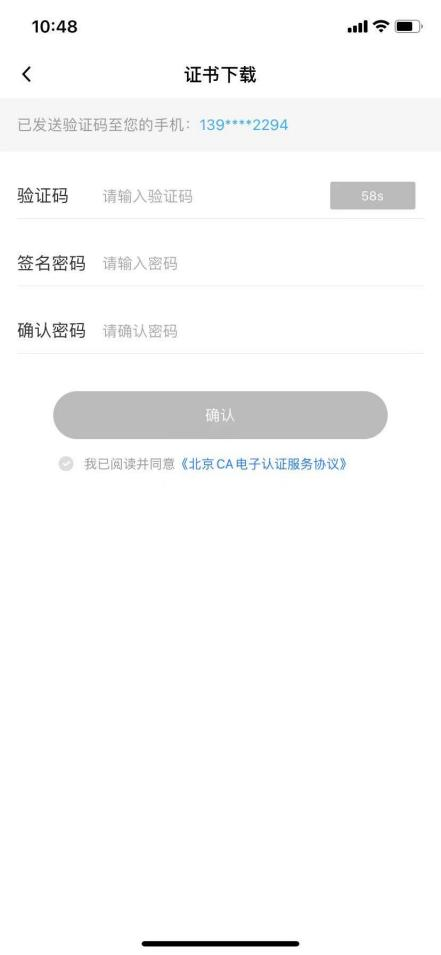 10:48
证书下载
已发送验证码至您的手机：139****2294
验证码 请输入验证码 58s
签名密码 请输入密码
确认密码 请确认密码
确认
我已阅读并同意《北京CA电子认证服务协议》